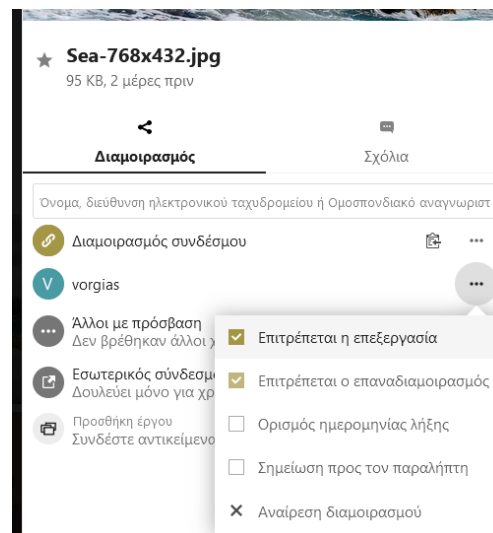 Sea-768x432.jpg
95 KB, 2 μέρες πριν
Διαμοιρασμός
Σχόλια
Όνομα, διεύθυνση ηλεκτρονικού ταχυδρομείου ή Ομοσπονδιακό αναγνωριστ
Διαμοιρασμός συνδέσμου
V vorgias
Άλλοι με πρόσβαση
Δεν βρέθηκαν άλλοι
Εσωτερικός σύνδεσμ
Δουλεύει μόνο για χρ
Προσθήκη έργου
Συνδέστε αντικείμενα
Επιτρέπεται η επεξεργασία
Επιτρέπεται ο επαναδιαμοιρασμός
Ορισμός ημερομηνίας λήξης
Σημείωση προς τον παραλήπτη
Αναίρεση διαμοιρασμού